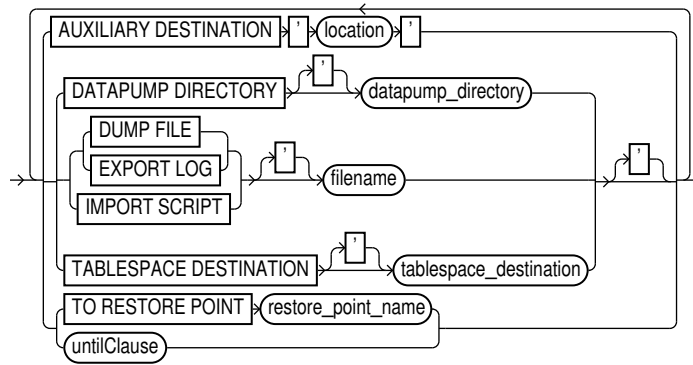 AUXILIARY DESTINATION ' location '
DATAPUMP DIRECTORY ' datapump_directory
DUMP FILE
EXPORT LOG ' filename '
IMPORT SCRIPT
TABLESPACE DESTINATION ' tablespace_destination
TO RESTORE POINT restore_point_name
untilClause